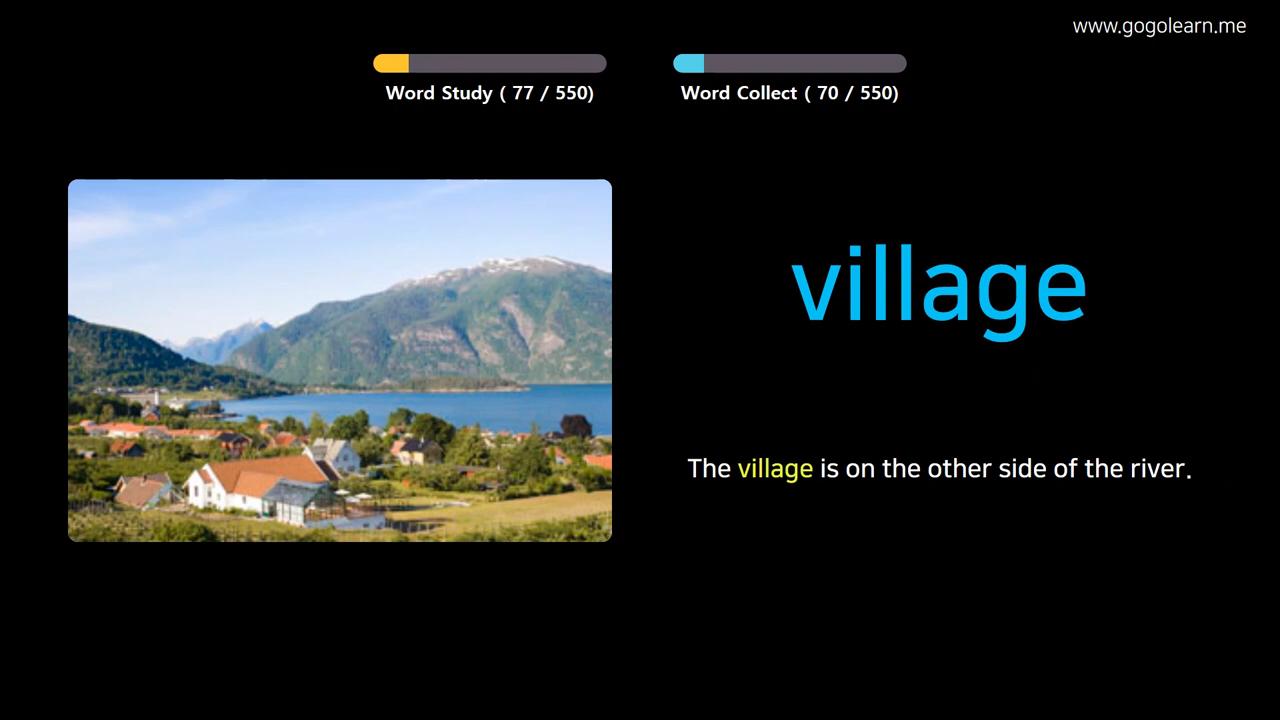 www.gogolearn.me
Word Study ( 77 / 550)
Word Collect ( 70 / 550)
village
The village is on the other side of the river.